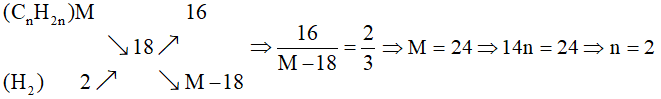 (CₙH₂ₙ)M 16
↘ 18 ↗ ⇒ 16/(M–18) = 2/3 ⇒ M = 24 ⇒ 14n = 24 ⇒ n = 2
(H₂) 2 ↗ ↘ M–18